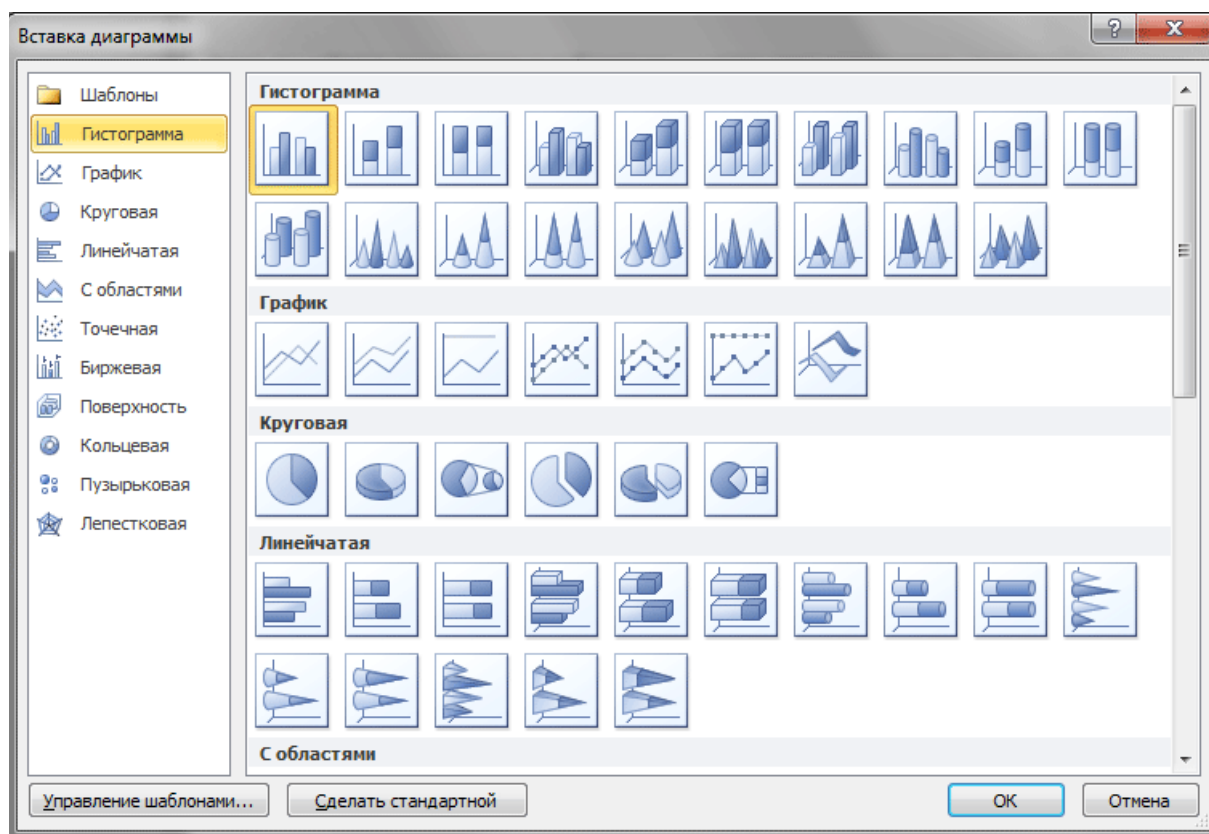 Вставка диаграммы
Шаблоны
Гистограмма
График
Круговая
Линейчатая
С областями
Точечная
Биржевая
Поверхность
Кольцевая
Пузырьковая
Лепестковая
Гистограмма
График
Круговая
Линейчатая
С областями
Управление шаблонами...
Сделать стандартной
ОК
Отмена